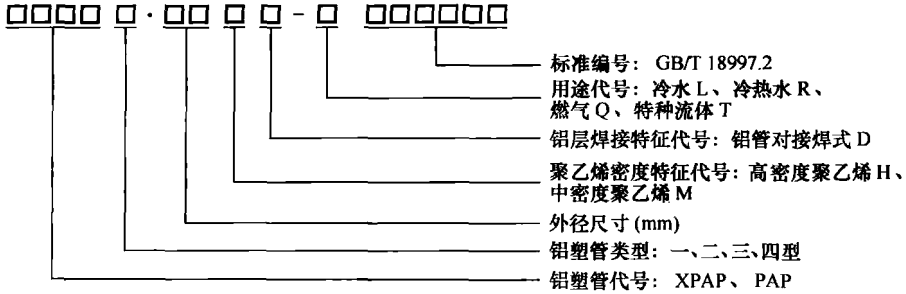 □□□□ □·□□ □ □-□ □□□□□□
标准编号: GB/T 18997.2
用途代号: 冷水 L、冷热水 R、
燃气 Q、特种流体 T
铝层焊接特征代号: 铝管对接焊式 D
聚乙烯密度特征代号: 高密度聚乙烯 H、
中密度聚乙烯 M
外径尺寸 (mm)
铝塑管类型: 一、二、三、四型
铝塑管代号: XPAP、 PAP